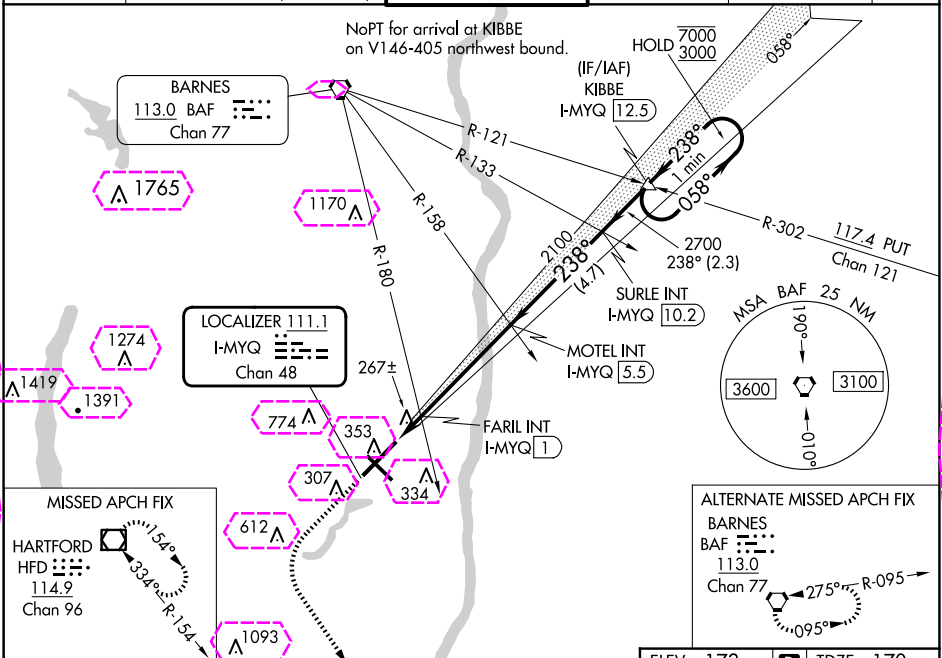 NoPT for arrival at KIBBE
on V146-405 northwest bound.
HOLD 7000
3000
058°
(IF/IAF)
KIBBE
I-MYQ 12.5
BARNES
113.0 BAF
Chan 77
R-121
R-133
R-158
R-180
238°
1 min
058°
1765
1170
2100
238°
(4.7)
2700
238° (2.3)
R-302
117.4 PUT
Chan 121
SURLE INT
I-MYQ 10.2
MSA BAF 25 NM
190°
3600
3100
010°
LOCALIZER 111.1
I-MYQ
Chan 48
1274
1419
1391
267±
MOTEL INT
I-MYQ 5.5
774
353
FARIL INT
I-MYQ 1
307
334
612
MISSED APCH FIX
HARTFORD
HFD
114.9
Chan 96
154°
334°
R-154
1093
ALTERNATE MISSED APCH FIX
BARNES
BAF
113.0
Chan 77
275°
R-095
095°